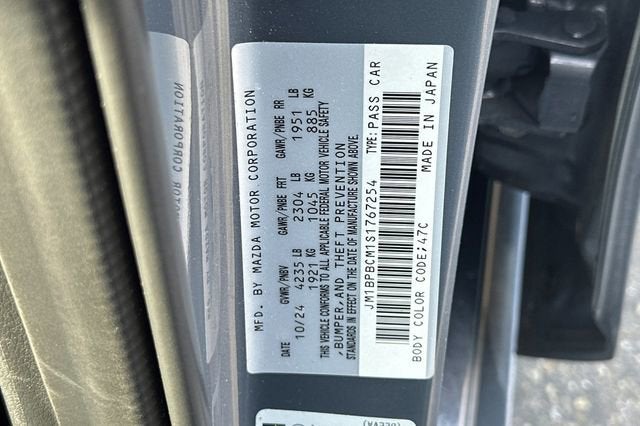 MFD. BY MAZDA MOTOR CORPORATION
DATE GVWR/PNBV GAWR/PNBE FRT GAWR/PNBE RR
10/24 4235 LB 2304 LB 1951 LB
1921 KG 1045 KG 885 KG
THIS VEHICLE CONFORMS TO ALL APPLICABLE FEDERAL MOTOR VEHICLE SAFETY
,BUMPER,AND THEFT PREVENTION
STANDARDS IN EFFECT ON THE DATE OF MANUFACTURE SHOWN ABOVE.
JM1BPBCM1S1767254 TYPE: PASS CAR
BODY COLOR CODE;47C MADE IN JAPAN
TOR CORPORATION